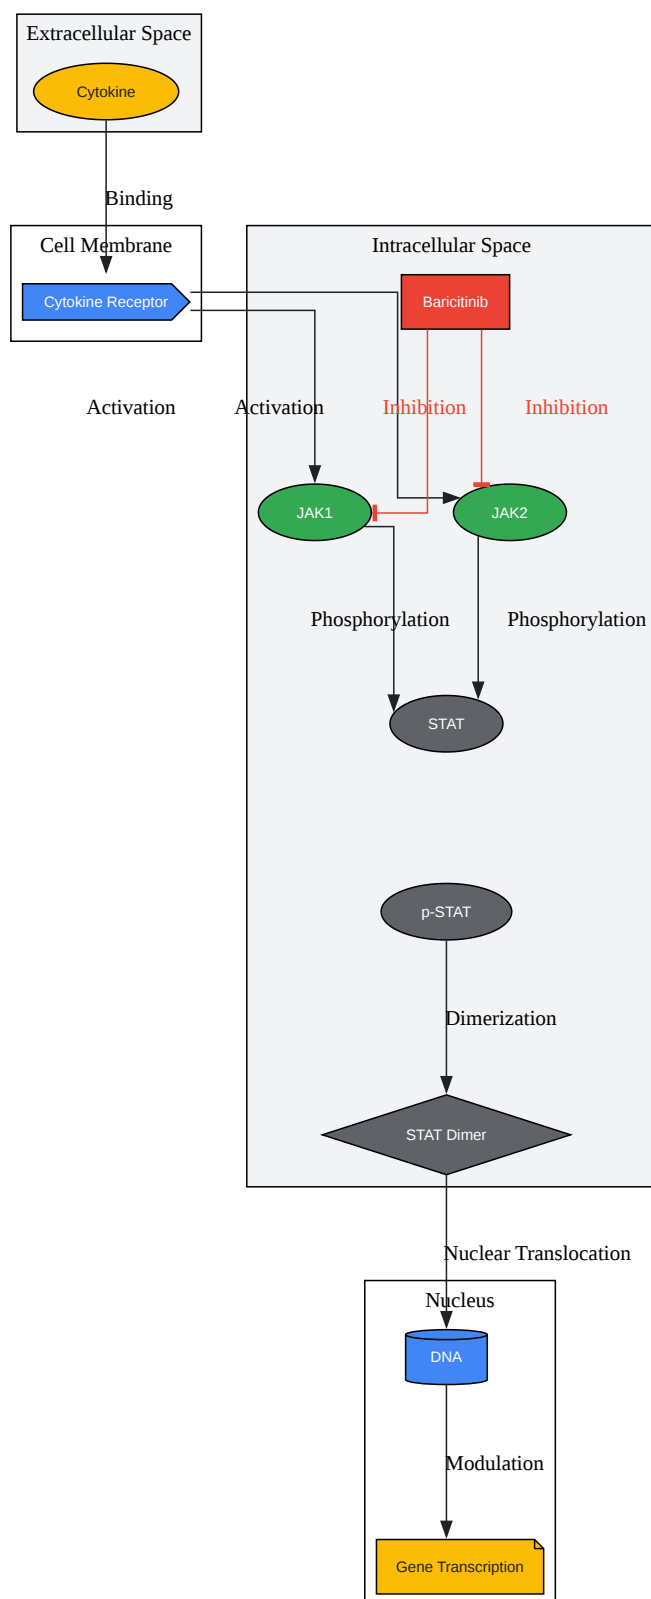 Extracellular Space
Cytokine
Binding
Cell Membrane
Intracellular Space
Cytokine Receptor
Baricitinib
Activation
Activation
Inhibition
Inhibition
JAK1
JAK2
Phosphorylation
Phosphorylation
STAT
p-STAT
Dimerization
STAT Dimer
Nuclear Translocation
Nucleus
DNA
Modulation
Gene Transcription